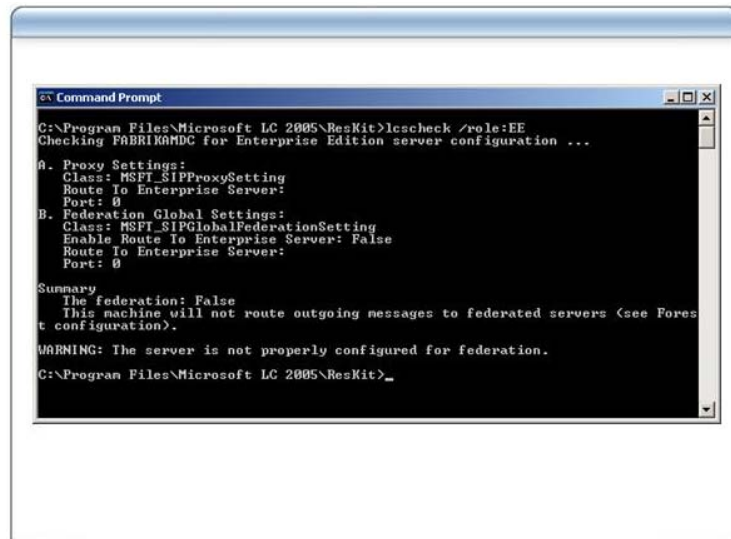 Command Prompt
C:\Program Files\Microsoft LC 2005\ResKit>lcscheck /role:EE
Checking FABRIKAMDC for Enterprise Edition server configuration ...
A. Proxy Settings:
Class: MSFT_SIPProxySetting
Route To Enterprise Server:
Port: 0
B. Federation Global Settings:
Class: MSFT_SIPGlobalFederationSetting
Enable Route To Enterprise Server: False
Route To Enterprise Server:
Port: 0
Summary
The federation: False
This machine will not route outgoing messages to federated servers (see Fores
t configuration).
WARNING: The server is not properly configured for federation.
C:\Program Files\Microsoft LC 2005\ResKit>_